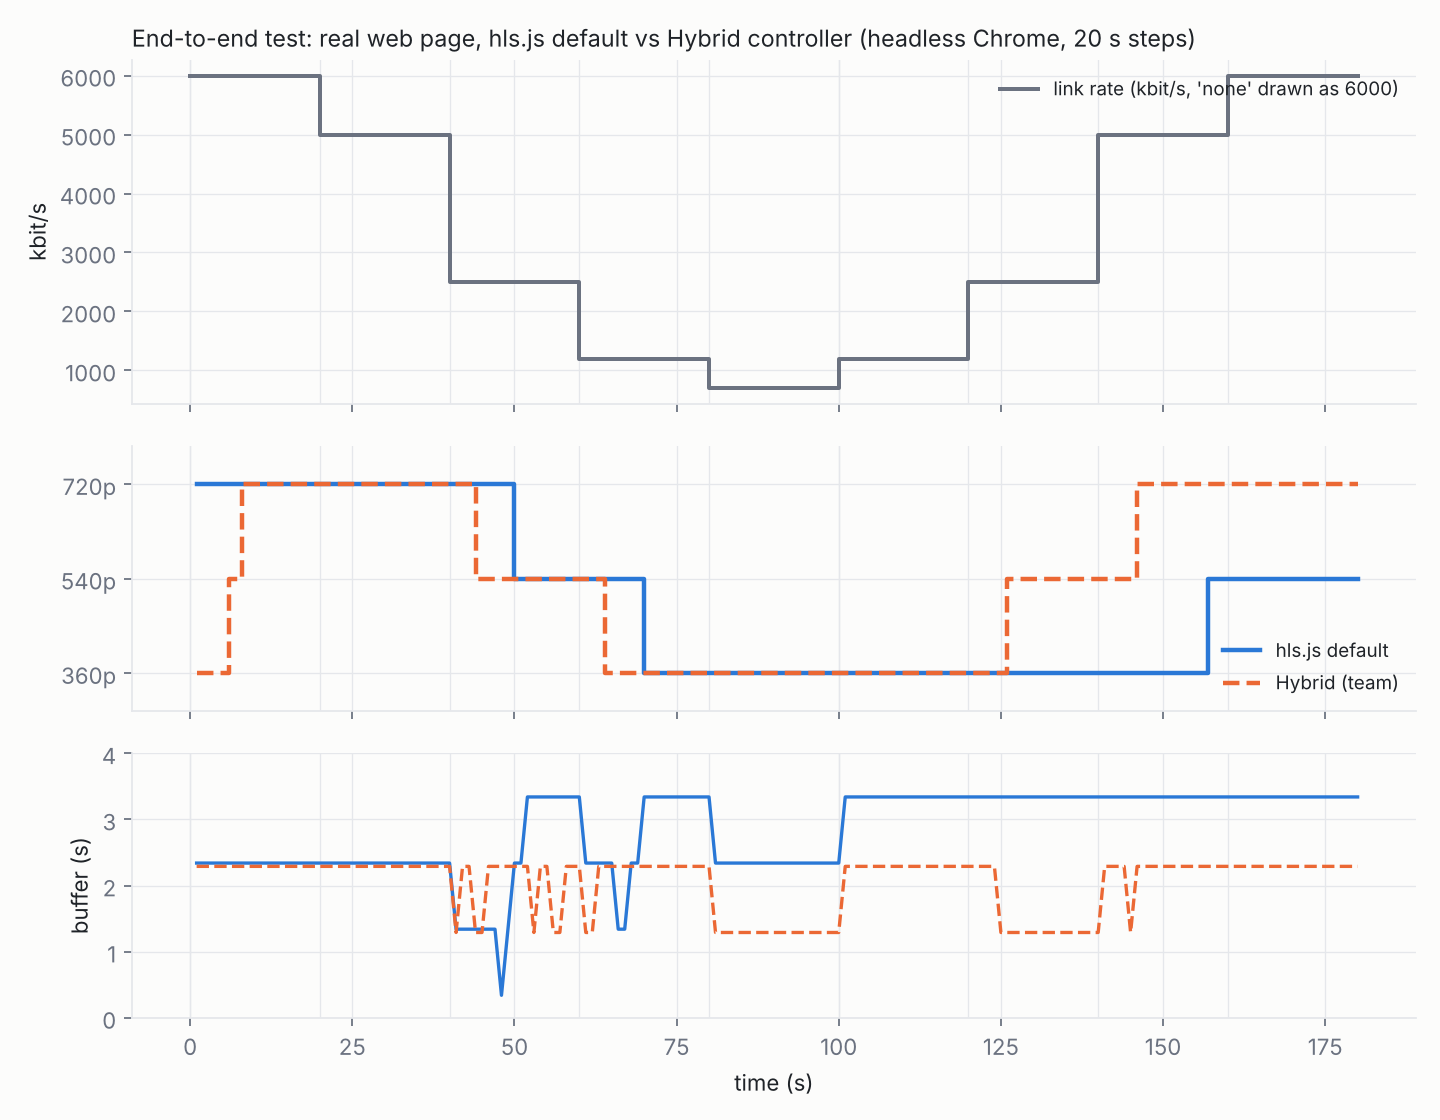 End-to-end test: real web page, hls.js default vs Hybrid controller (headless Chrome, 20 s steps)
6000
link rate (kbit/s, 'none' drawn as 6000)
5000
4000
kbit/s
3000
2000
1000
720p
540p
hls.js default
360p
Hybrid (team)
4
3
buffer (s)
2
1
0
0 25 50 75 100 125 150 175
time (s)